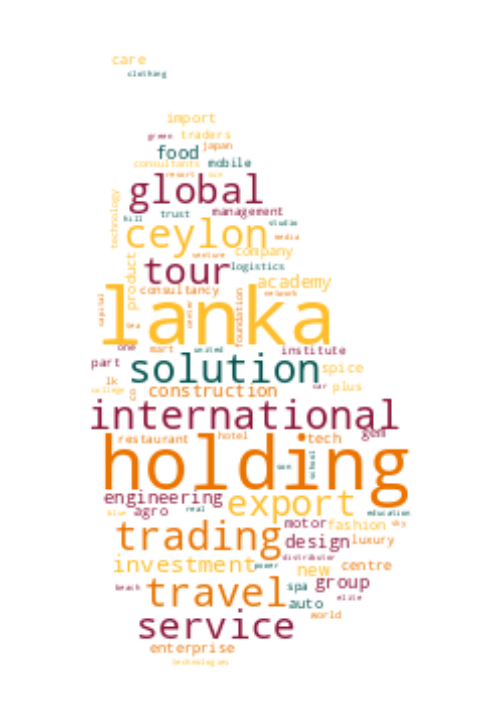 care
clothing
import
green traders
food japan
consultants mobile
resort
global
technology
trust management
hill studio
ceylon
media
venture company
tour logistics
product academy
consultancy network
capital
center
foundation
tea
lanka
one mart united institute
part solution spice
lk car plus
college co construction
international
restaurant hotel tech gem
holding
son school
engineering export
blue agro real education
trading motor fashion sky
design luxury
distributor
investment power new centre
beach travel spa group
auto elite
service world
enterprise
technologies